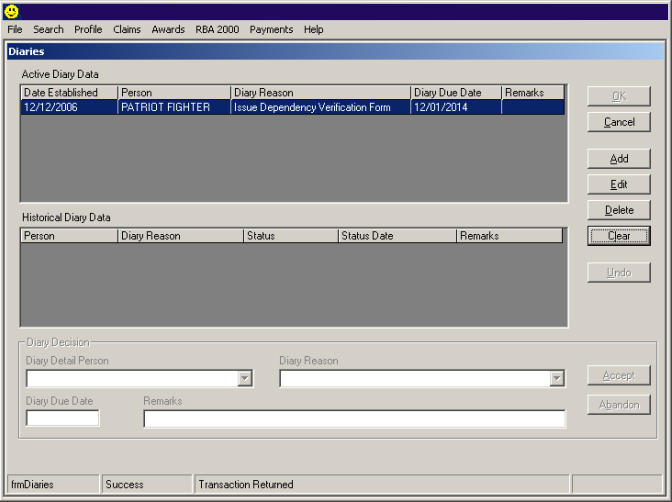 File Search Profile Claims Awards RBA 2000 Payments Help
Diaries
Active Diary Data
Date Established Person Diary Reason Diary Due Date Remarks
12/12/2006 PATRIOT FIGHTER Issue Dependency Verification Form 12/01/2014
OK
Cancel
Add
Edit
Delete
Clear
Undo
Historical Diary Data
Person Diary Reason Status Status Date Remarks
Diary Decision
Diary Detail Person Diary Reason
Accept
Diary Due Date Remarks
Abandon
frmDiaries Success Transaction Returned